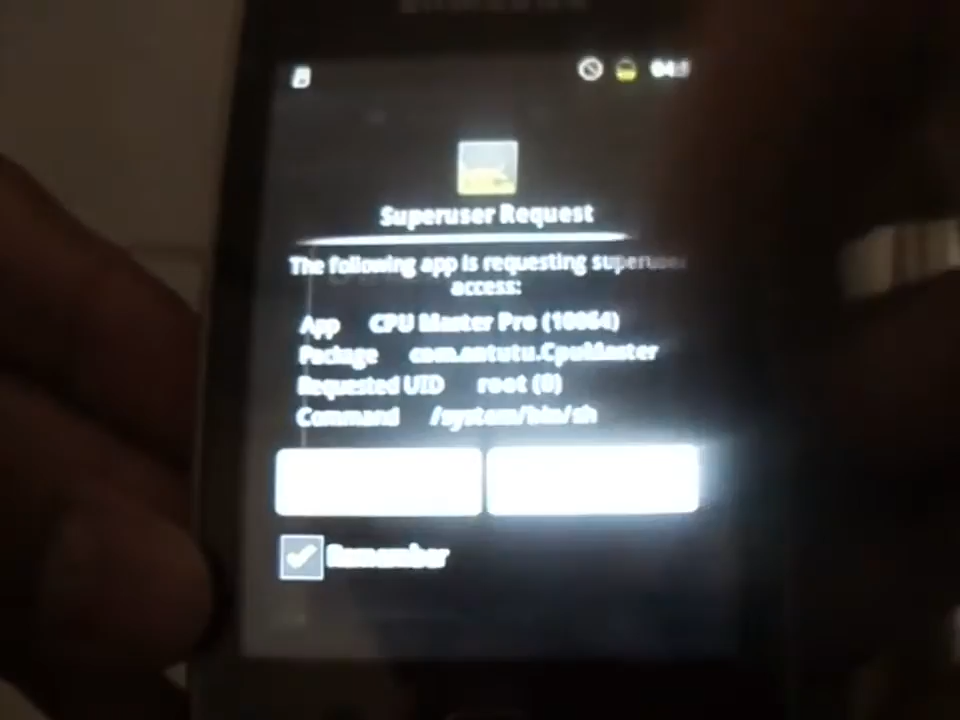 Superuser Request
The following app is requesting superuser
access:
App CPU Master Pro (10064)
Package com.antutu.CpuMaster
Requested UID root (0)
Command /system/bin/sh
Remember